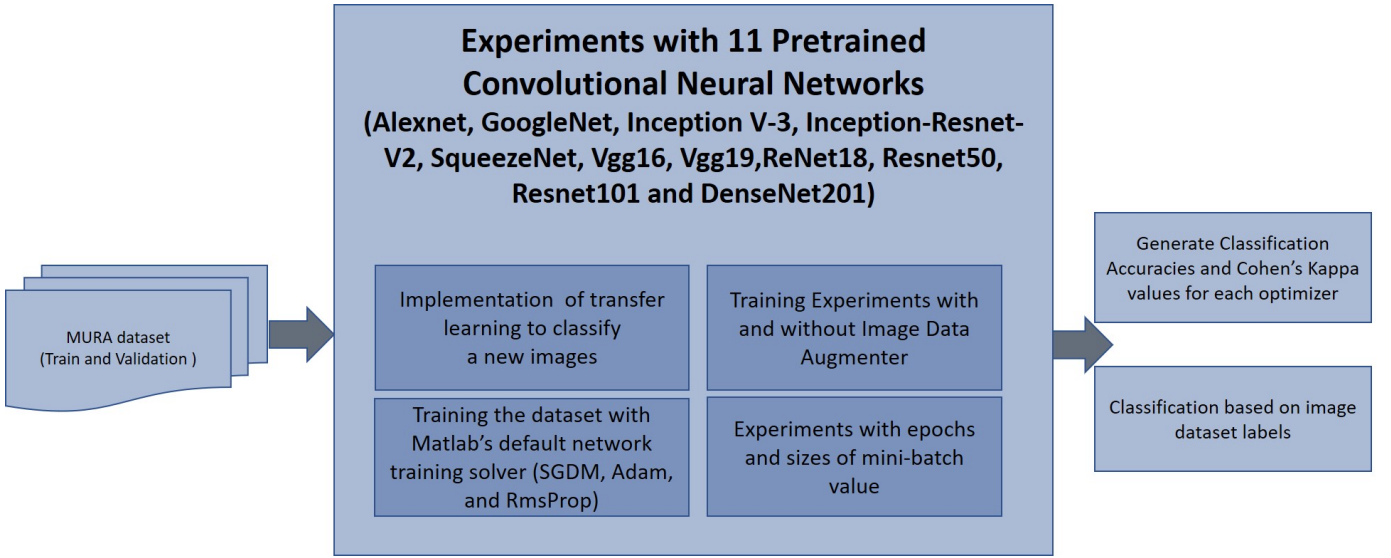 Experiments with 11 Pretrained
Convolutional Neural Networks
(Alexnet, GoogleNet, Inception V-3, Inception-Resnet-
V2, SqueezeNet, Vgg16, Vgg19,ReNet18, Resnet50,
Resnet101 and DenseNet201)
MURA dataset
(Train and Validation )
Implementation of transfer
learning to classify
a new images
Training Experiments with
and without Image Data
Augmenter
Training the dataset with
Matlab's default network
training solver (SGDM, Adam,
and RmsProp)
Experiments with epochs
and sizes of mini-batch
value
Generate Classification
Accuracies and Cohen's Kappa
values for each optimizer
Classification based on image
dataset labels